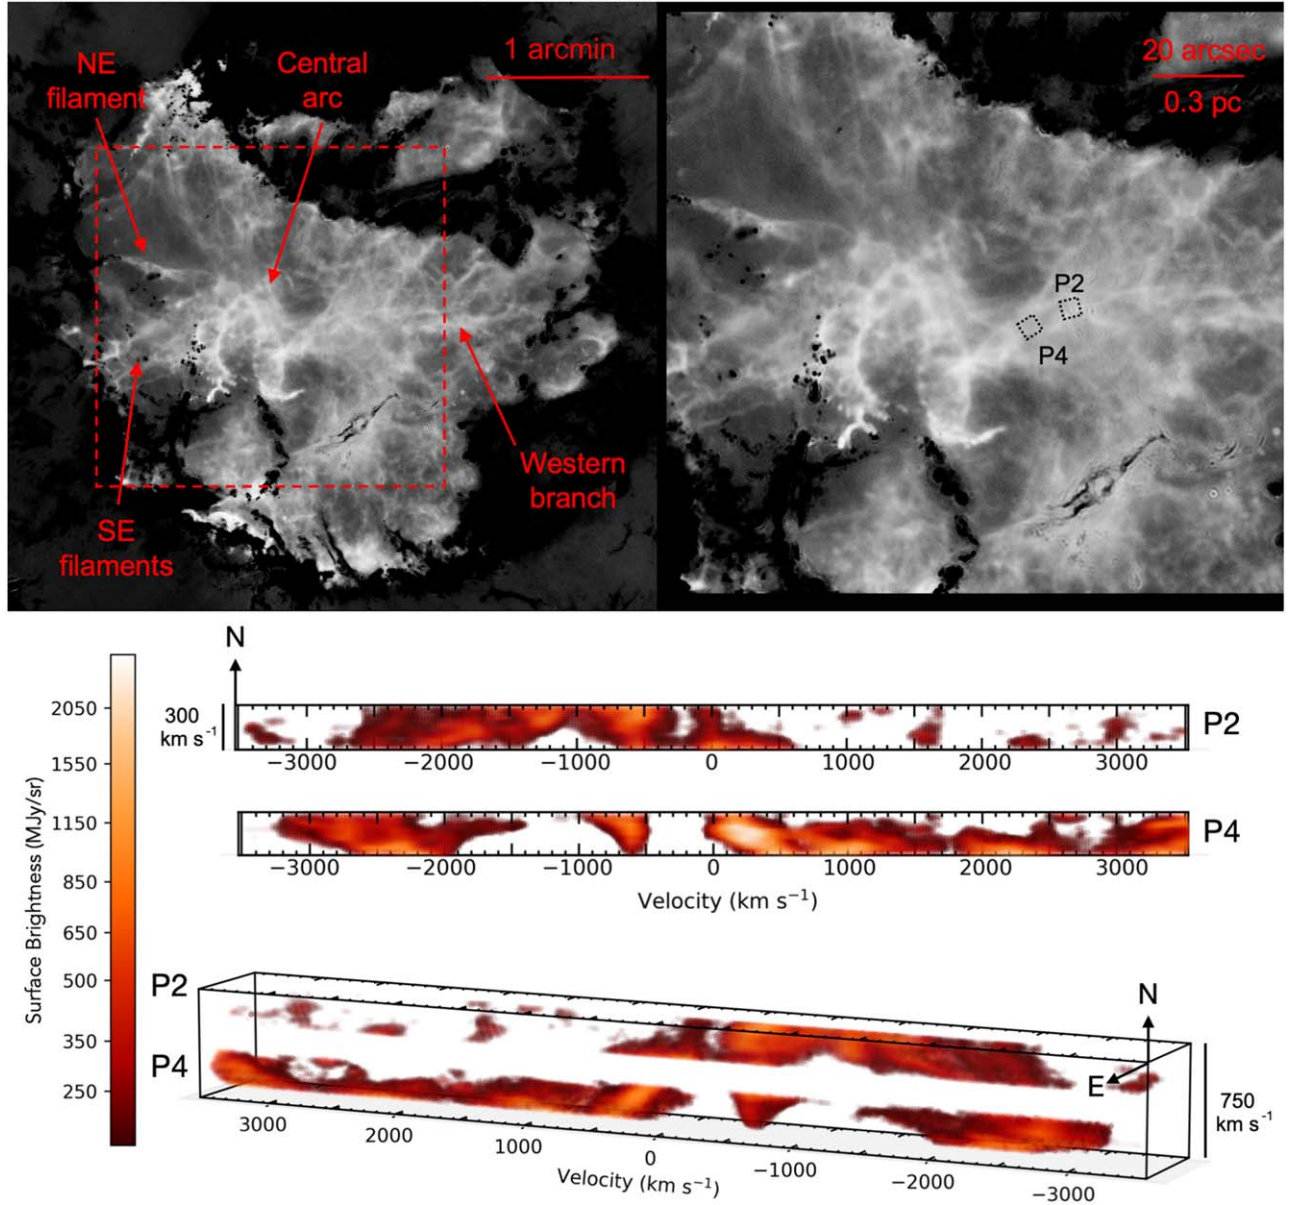 NE
filament
Central
arc
1 arcmin
SE
filaments
Western
branch
20 arcsec
0.3 pc
P2
P4
Surface Brightness (MJy/sr)
2050
1550
1150
850
650
500
350
250
N
300
km s⁻¹
P2
−3000 −2000 −1000 0 1000 2000 3000
P4
−3000 −2000 −1000 0 1000 2000 3000
Velocity (km s⁻¹)
P2
P4
N
E
750
km s⁻¹
3000 2000 1000 0 −1000 −2000 −3000
Velocity (km s⁻¹)